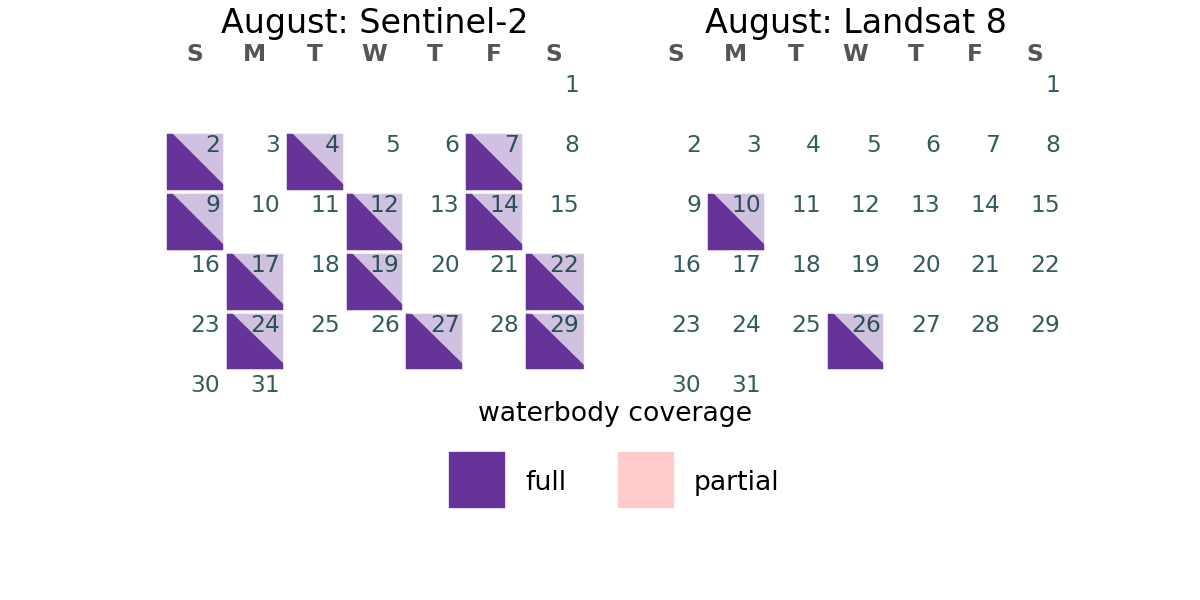 August: Sentinel-2
S M T W T F S
1
2 3 4 5 6 7 8
9 10 11 12 13 14 15
16 17 18 19 20 21 22
23 24 25 26 27 28 29
30 31
August: Landsat 8
S M T W T F S
1
2 3 4 5 6 7 8
9 10 11 12 13 14 15
16 17 18 19 20 21 22
23 24 25 26 27 28 29
30 31
waterbody coverage
full
partial